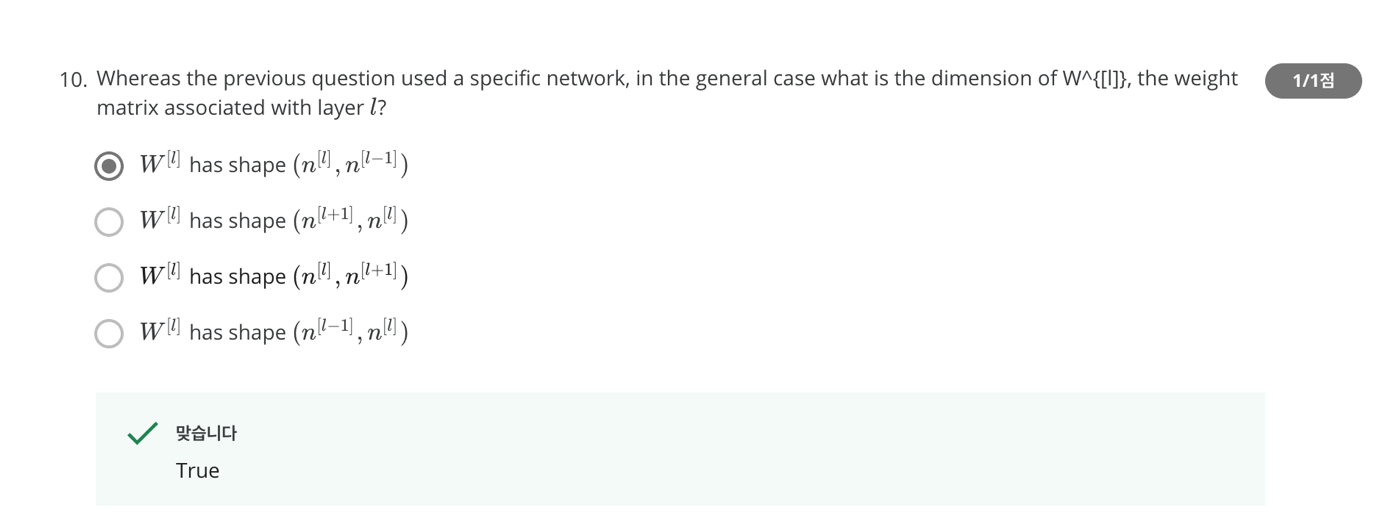 10. Whereas the previous question used a specific network, in the general case what is the dimension of W^{[l]}, the weight 1/1점
matrix associated with layer l?
W^{[l]} has shape (n^{[l]}, n^{[l−1]})
W^{[l]} has shape (n^{[l+1]}, n^{[l]})
W^{[l]} has shape (n^{[l]}, n^{[l+1]})
W^{[l]} has shape (n^{[l−1]}, n^{[l]})
맞습니다
True